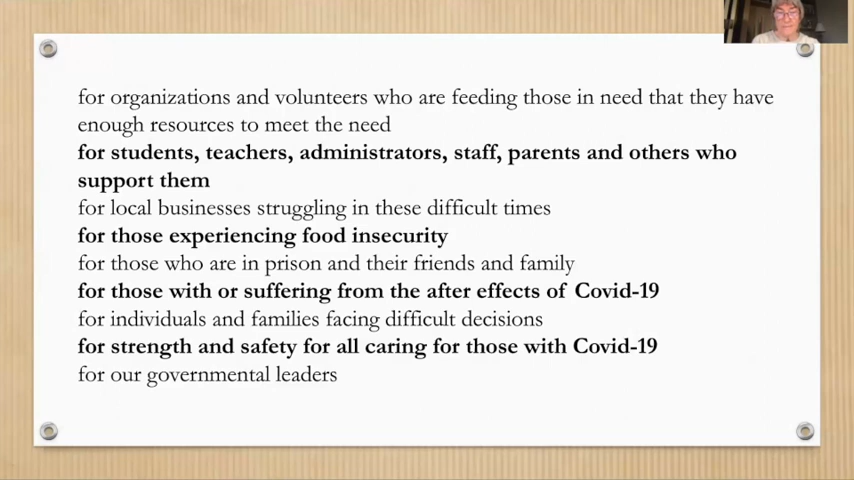 for organizations and volunteers who are feeding those in need that they have
enough resources to meet the need
for students, teachers, administrators, staff, parents and others who
support them
for local businesses struggling in these difficult times
for those experiencing food insecurity
for those who are in prison and their friends and family
for those with or suffering from the after effects of Covid-19
for individuals and families facing difficult decisions
for strength and safety for all caring for those with Covid-19
for our governmental leaders